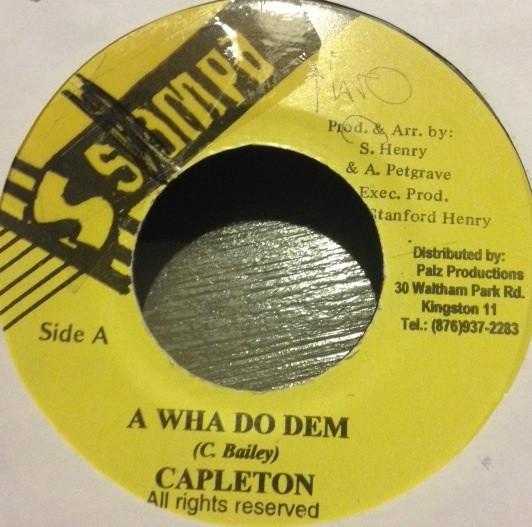 Prod. & Arr. by:
S. Henry
& A. Petgrave
Exec. Prod.
Stanford Henry
Distributed by:
Palz Productions
30 Waltham Park Rd.
Kingston 11
Tel.: (876)937-2283
Side A
A WHA DO DEM
(C. Bailey)
CAPLETON
All rights reserved